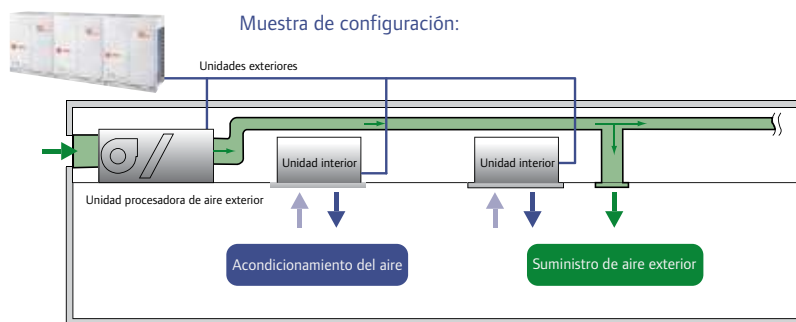 Muestra de configuración:
Unidades exteriores
Unidad interior
Unidad interior
Unidad procesadora de aire exterior
Acondicionamiento del aire
Suministro de aire exterior